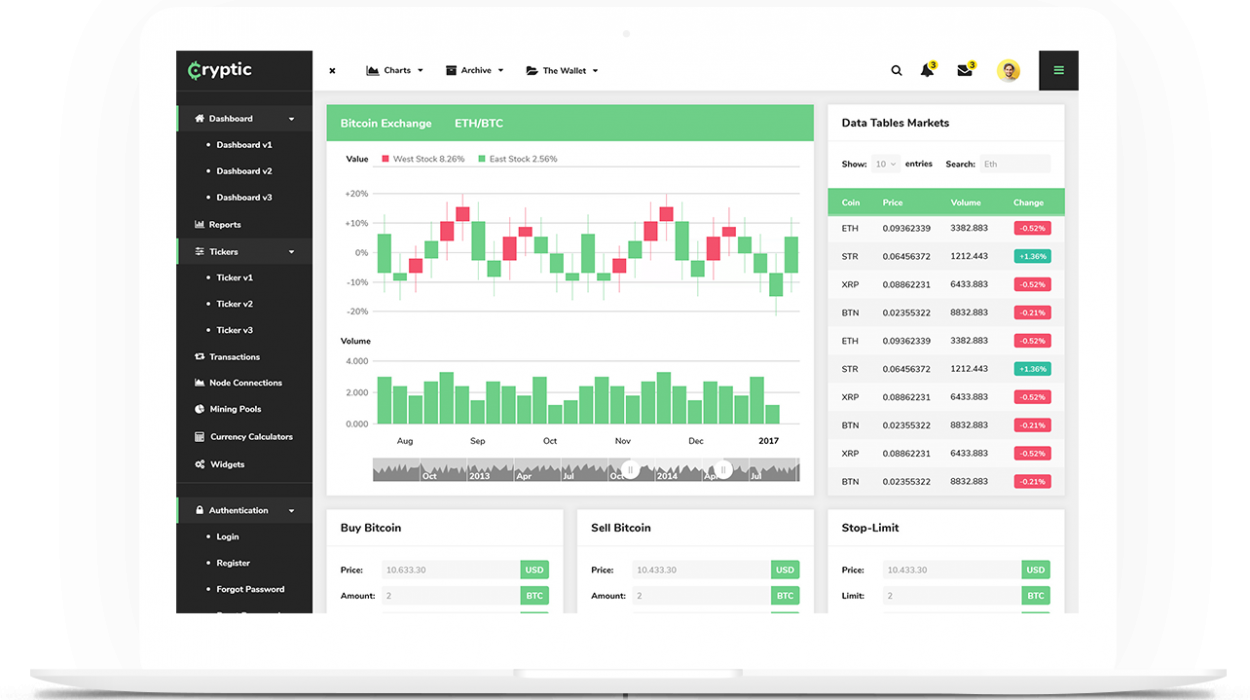 Cryptic
Charts
Archive
The Wallet
3
3
Dashboard
Dashboard v1
Dashboard v2
Dashboard v3
Reports
Tickers
Ticker v1
Ticker v2
Ticker v3
Transactions
Node Connections
Mining Pools
Currency Calculators
Widgets
Authentication
Login
Register
Forgot Password
Bitcoin Exchange ETH/BTC
Value West Stock 8.26% East Stock 2.56%
+20%
+10%
0%
-10%
-20%
Volume
4.000
2.000
0.000
Aug Sep Oct Nov Dec 2017
Oct 2013 Apr Jul Oct 2014 Apr Jul
Data Tables Markets
Show: 10 entries Search: Eth
Coin Price Volume Change
ETH 0.09362339 3382.883 -0.52%
STR 0.06456372 1212.443 +1.36%
XRP 0.08862231 6433.883 -0.52%
BTN 0.02355322 8832.883 -0.21%
ETH 0.09362339 3382.883 -0.52%
STR 0.06456372 1212.443 +1.36%
XRP 0.08862231 6433.883 -0.52%
BTN 0.02355322 8832.883 -0.21%
XRP 0.08862231 6433.883 -0.52%
BTN 0.02355322 8832.883 -0.21%
Buy Bitcoin
Price: 10.633.30 USD
Amount: 2 BTC
Sell Bitcoin
Price: 10.433.30 USD
Amount: 2 BTC
Stop-Limit
Price: 10.433.30 USD
Limit: 2 BTC